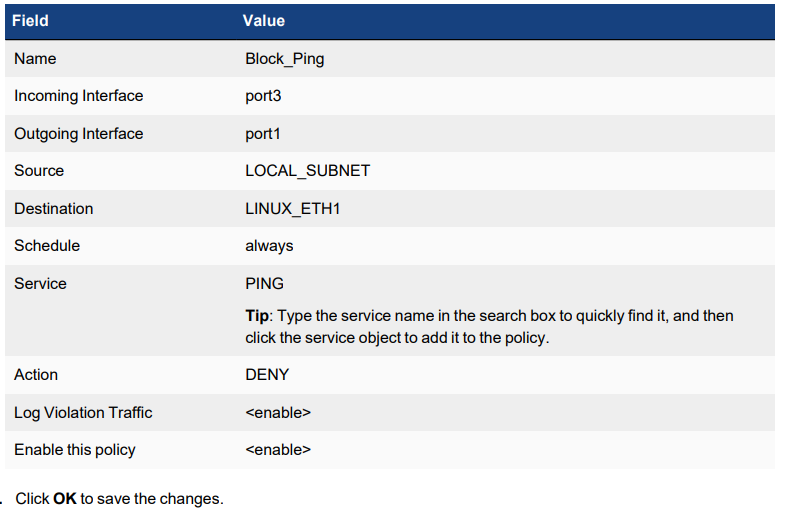 Field Value
Name Block_Ping
Incoming Interface port3
Outgoing Interface port1
Source LOCAL_SUBNET
Destination LINUX_ETH1
Schedule always
Service PING
Tip: Type the service name in the search box to quickly find it, and then
click the service object to add it to the policy.
Action DENY
Log Violation Traffic <enable>
Enable this policy <enable>
. Click OK to save the changes.